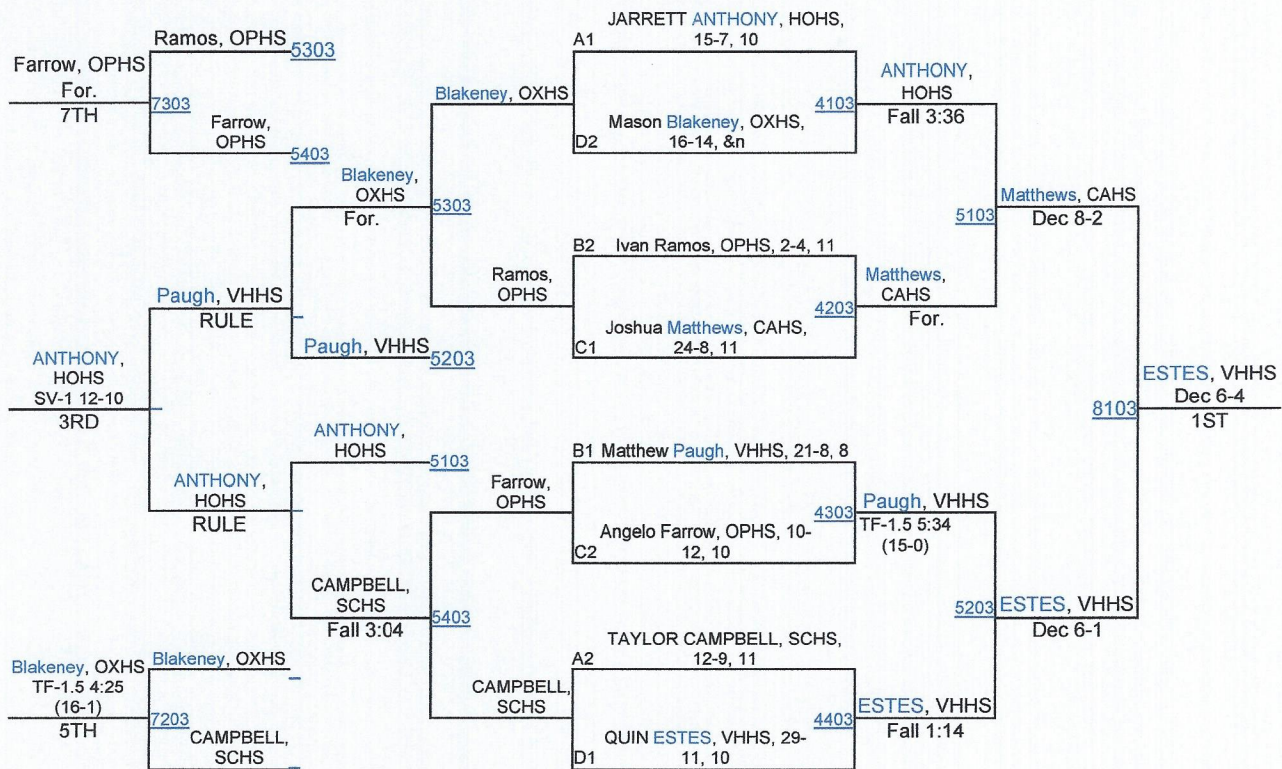 Ramos, OPHS
5303
Farrow, OPHS
For.
7TH
7303
Farrow,
OPHS
5403
JARRETT ANTHONY, HOHS,
15-7, 10
A1
Blakeney, OXHS
Mason Blakeney, OXHS,
16-14, &n
D2
4103
ANTHONY,
HOHS
Fall 3:36
Blakeney,
OXHS
For.
5303
5103
Matthews, CAHS
Dec 8-2
B2
Ivan Ramos, OPHS, 2-4, 11
Ramos,
OPHS
Joshua Matthews, CAHS,
24-8, 11
C1
4203
Matthews,
CAHS
For.
Paugh, VHHS
RULE
Paugh, VHHS
5203
ANTHONY,
HOHS
SV-1 12-10
3RD
ESTES, VHHS
Dec 6-4
1ST
8103
ANTHONY,
HOHS
5103
B1 Matthew Paugh, VHHS, 21-8, 8
Farrow,
OPHS
ANTHONY,
HOHS
RULE
4303
Paugh, VHHS
TF-1.5 5:34
(15-0)
Angelo Farrow, OPHS, 10-
12, 10
C2
CAMPBELL,
SCHS
Fall 3:04
5403
5203
ESTES, VHHS
Dec 6-1
TAYLOR CAMPBELL, SCHS,
12-9, 11
A2
Blakeney, OXHS
TF-1.5 4:25
(16-1)
5TH
Blakeney, OXHS
7203
CAMPBELL,
SCHS
CAMPBELL,
SCHS
QUIN ESTES, VHHS, 29-
11, 10
D1
4403
ESTES, VHHS
Fall 1:14